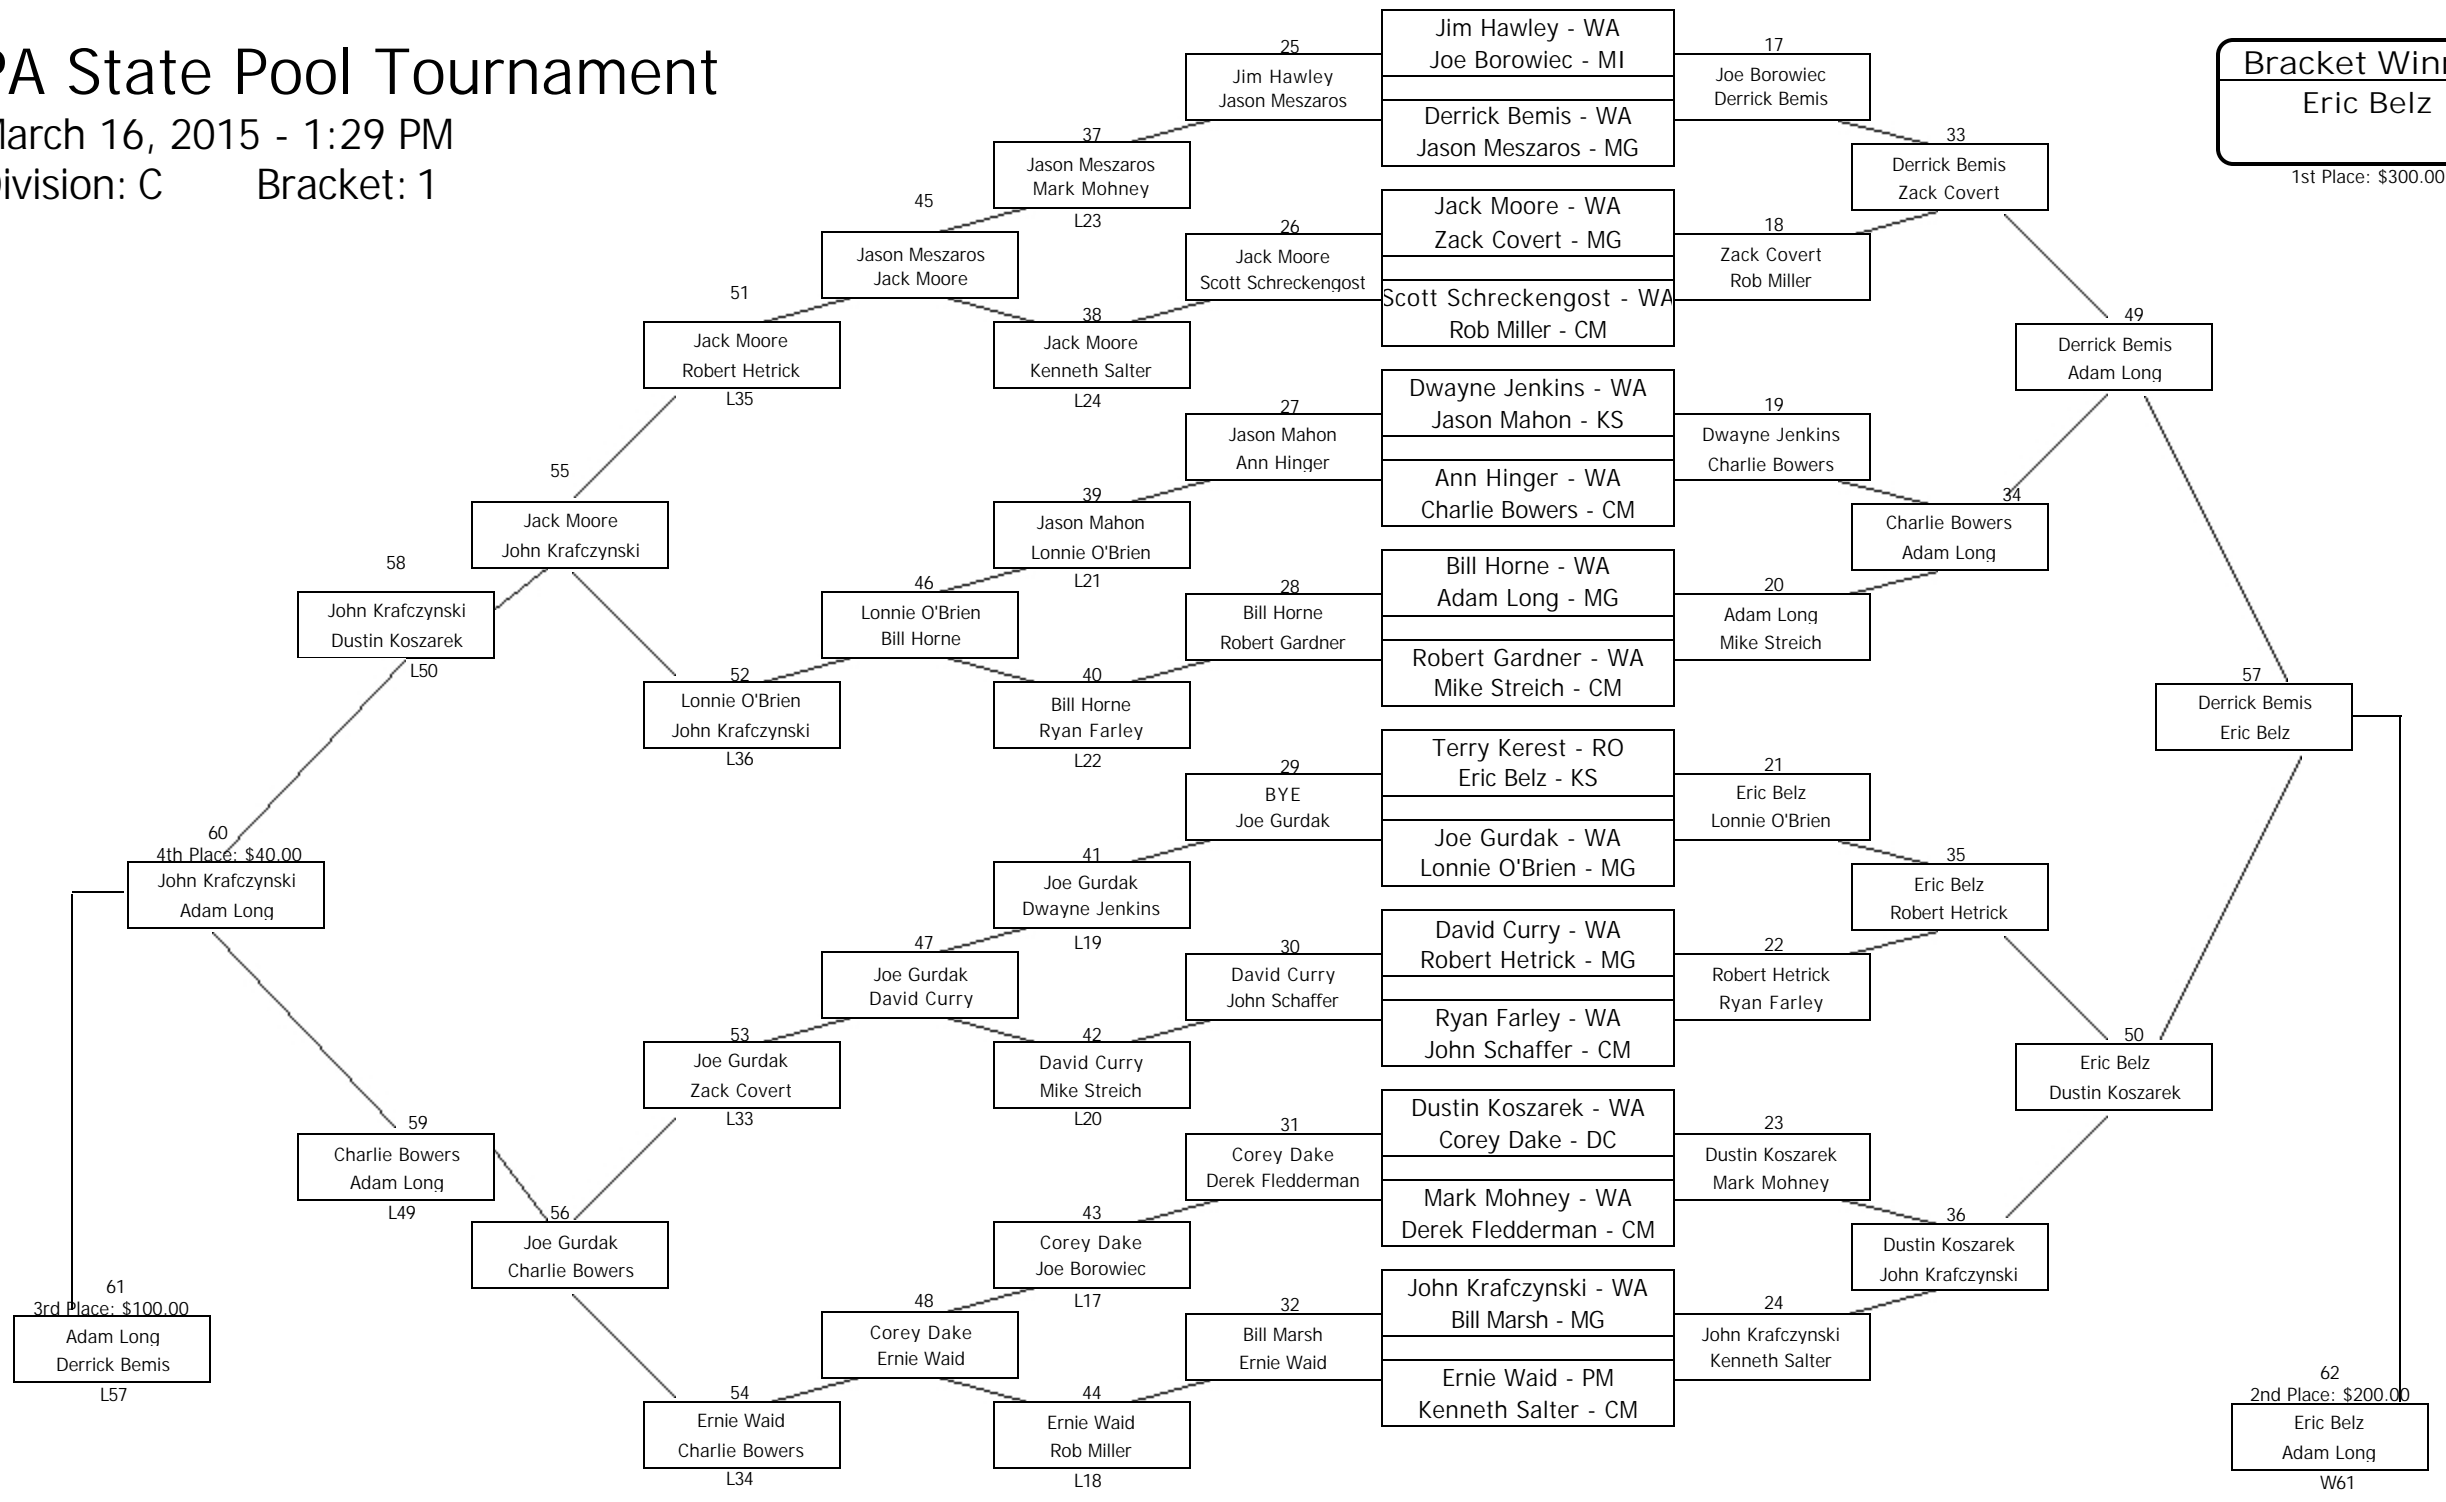 PA State Pool Tournament
March 16, 2015 - 1:29 PM
Division: C Bracket: 1
Bracket Winn
Eric Belz
1st Place: $300.00
58
John Krafczynski
Dustin Koszarek
L50
60
4th Place: $40.00
John Krafczynski
Adam Long
59
Charlie Bowers
Adam Long
L49
61
3rd Place: $100.00
Adam Long
Derrick Bemis
L57
55
Jack Moore
John Krafczynski
56
Joe Gurdak
Charlie Bowers
51
Jack Moore
Robert Hetrick
L35
52
Lonnie O'Brien
John Krafczynski
L36
53
Joe Gurdak
Zack Covert
L33
54
Ernie Waid
Charlie Bowers
L34
45
Jason Meszaros
Jack Moore
46
Lonnie O'Brien
Bill Horne
47
Joe Gurdak
David Curry
48
Corey Dake
Ernie Waid
37
Jason Meszaros
Mark Mohney
L23
38
Jack Moore
Kenneth Salter
L24
39
Jason Mahon
Lonnie O'Brien
L21
40
Bill Horne
Ryan Farley
L22
41
Joe Gurdak
Dwayne Jenkins
L19
42
David Curry
Mike Streich
L20
43
Corey Dake
Joe Borowiec
L17
44
Ernie Waid
Rob Miller
L18
25
Jim Hawley
Jason Meszaros
26
Jack Moore
Scott Schreckengost
27
Jason Mahon
Ann Hinger
28
Bill Horne
Robert Gardner
29
BYE
Joe Gurdak
30
David Curry
John Schaffer
31
Corey Dake
Derek Fledderman
32
Bill Marsh
Ernie Waid
Jim Hawley - WA
Joe Borowiec - MI
Derrick Bemis - WA
Jason Meszaros - MG
Jack Moore - WA
Zack Covert - MG
Scott Schreckengost - WA
Rob Miller - CM
Dwayne Jenkins - WA
Jason Mahon - KS
Ann Hinger - WA
Charlie Bowers - CM
Bill Horne - WA
Adam Long - MG
Robert Gardner - WA
Mike Streich - CM
Terry Kerest - RO
Eric Belz - KS
Joe Gurdak - WA
Lonnie O'Brien - MG
David Curry - WA
Robert Hetrick - MG
Ryan Farley - WA
John Schaffer - CM
Dustin Koszarek - WA
Corey Dake - DC
Mark Mohney - WA
Derek Fledderman - CM
John Krafczynski - WA
Bill Marsh - MG
Ernie Waid - PM
Kenneth Salter - CM
17
Joe Borowiec
Derrick Bemis
18
Zack Covert
Rob Miller
19
Dwayne Jenkins
Charlie Bowers
20
Adam Long
Mike Streich
21
Eric Belz
Lonnie O'Brien
22
Robert Hetrick
Ryan Farley
23
Dustin Koszarek
Mark Mohney
24
John Krafczynski
Kenneth Salter
33
Derrick Bemis
Zack Covert
34
Charlie Bowers
Adam Long
35
Eric Belz
Robert Hetrick
36
Dustin Koszarek
John Krafczynski
49
Derrick Bemis
Adam Long
50
Eric Belz
Dustin Koszarek
57
Derrick Bemis
Eric Belz
62
2nd Place: $200.00
Eric Belz
Adam Long
W61